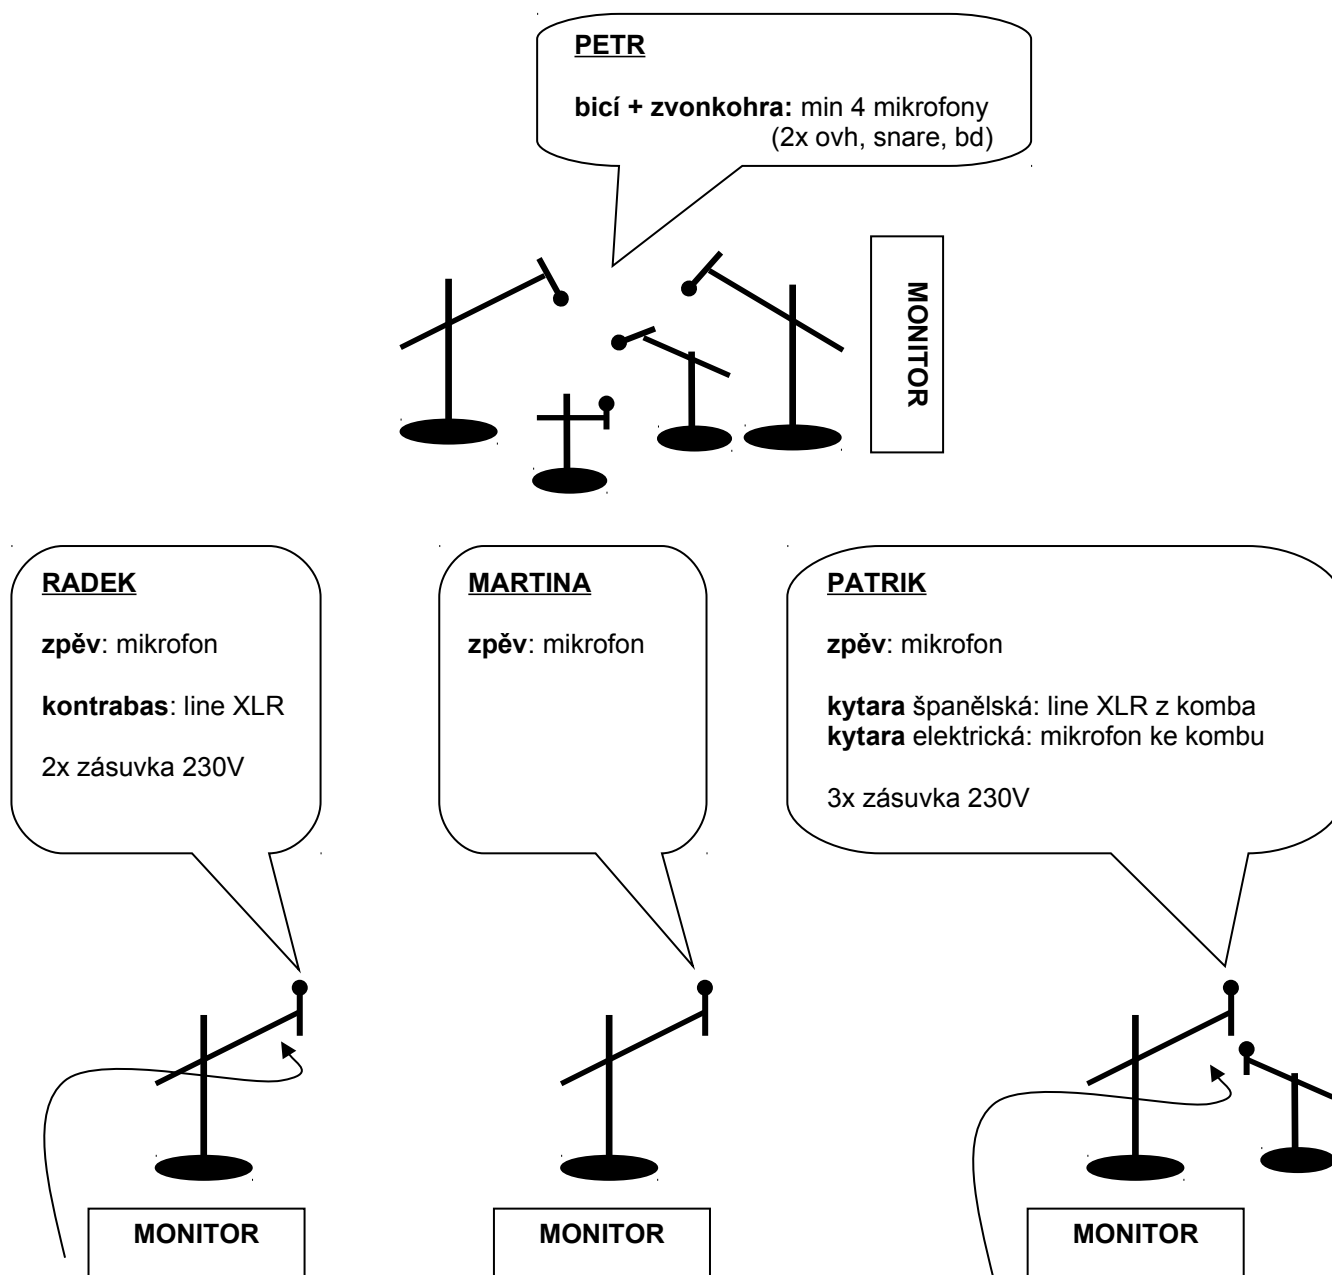 PETR
bicí + zvonkohra: min 4 mikrofony
(2x ovh, snare, bd)
MONITOR
RADEK
zpěv: mikrofon
kontrabas: line XLR
2x zásuvka 230V
MARTINA
zpěv: mikrofon
PATRIK
zpěv: mikrofon
kytara španělská: line XLR z komba
kytara elektrická: mikrofon ke kombu
3x zásuvka 230V
MONITOR
MONITOR
MONITOR